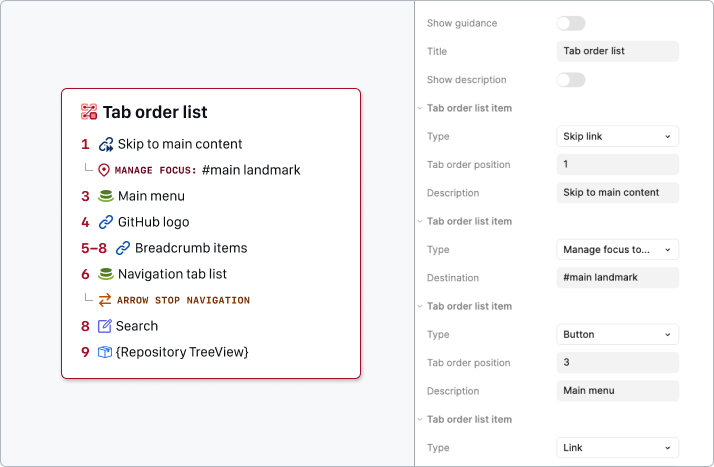 Tab order list
1 Skip to main content
MANAGE FOCUS: #main landmark
3 Main menu
4 GitHub logo
5–8 Breadcrumb items
6 Navigation tab list
ARROW STOP NAVIGATION
8 Search
9 {Repository TreeView}
Show guidance
Title Tab order list
Show description
Tab order list item
Type Skip link
Tab order position 1
Description Skip to main content
Tab order list item
Type Manage focus to...
Destination #main landmark
Tab order list item
Type Button
Tab order position 3
Description Main menu
Tab order list item
Type Link